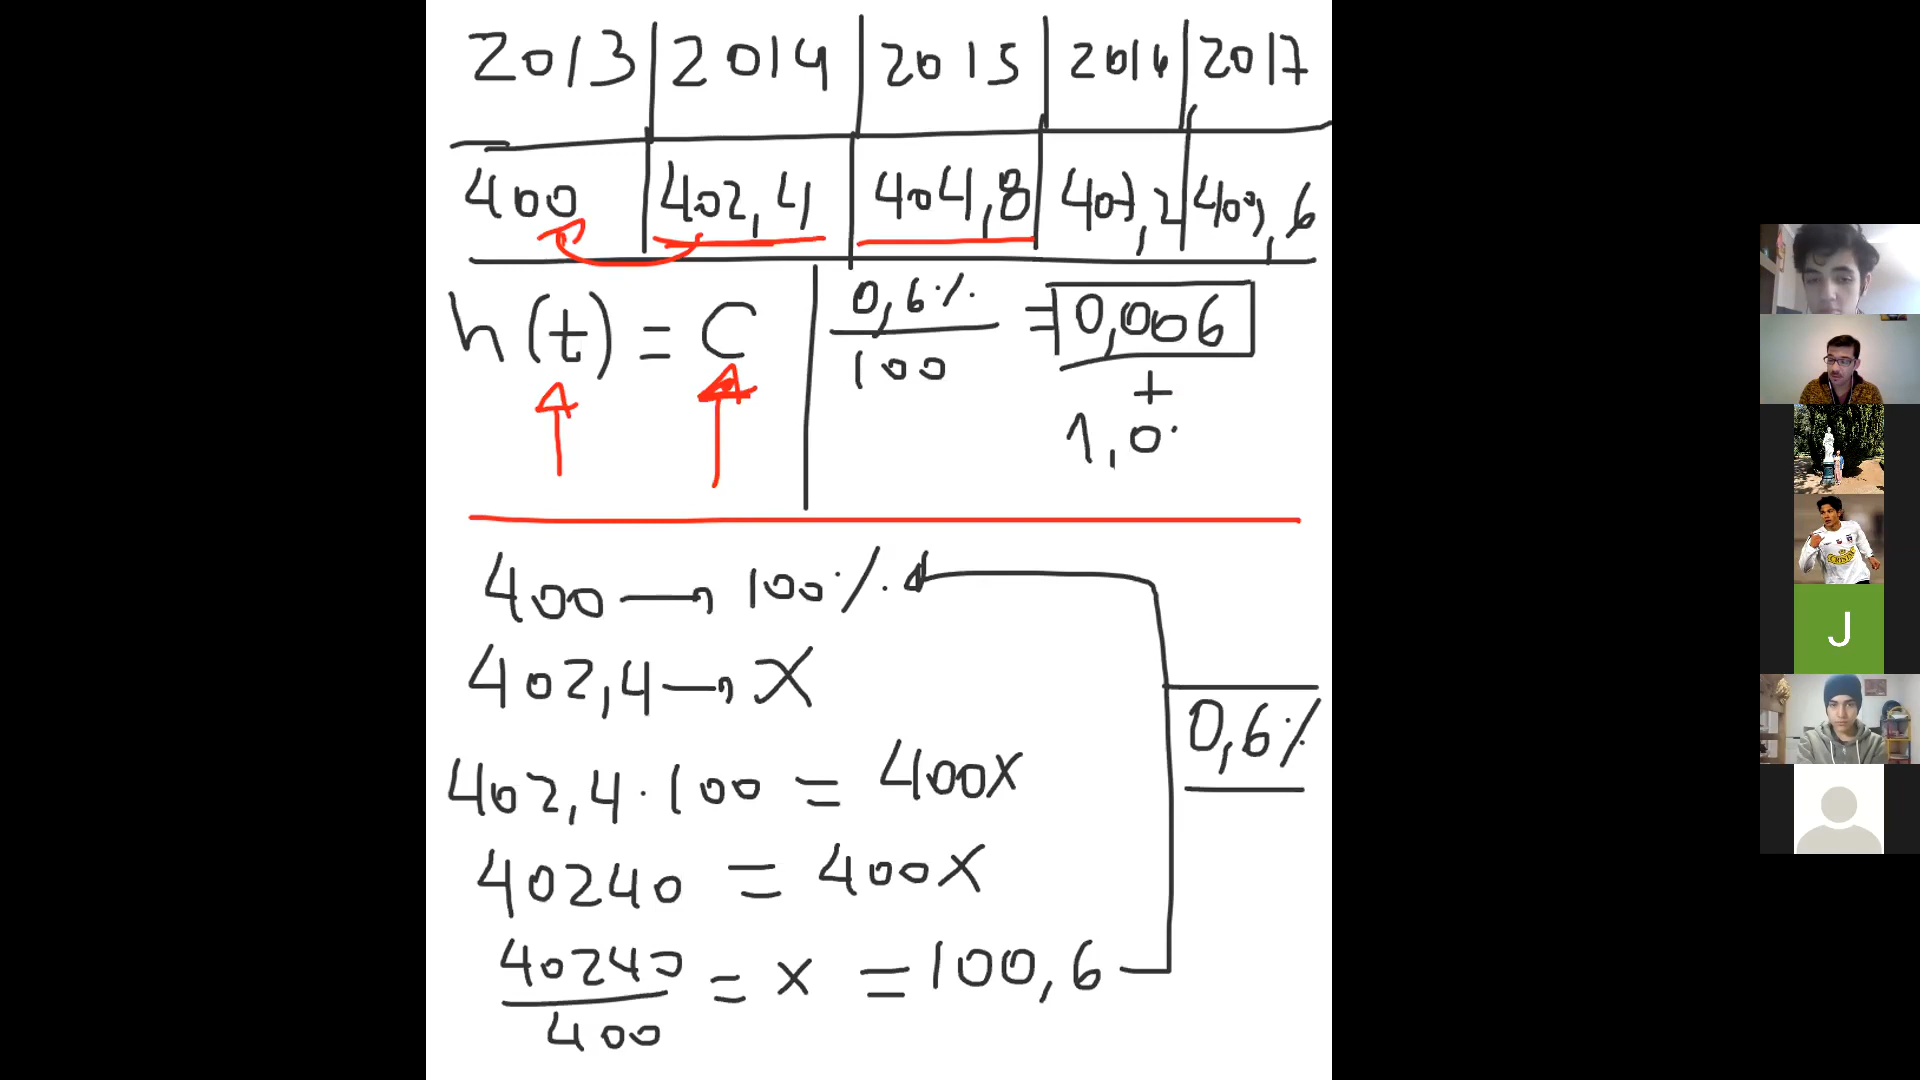 2013 2014 2015 2016 2017
400 402,4 404,8 407,2 409,6
h(t) = C
0,6%
100
= 0,006
+
1,0
400 → 100%
402,4 → X
0,6%
402,4 · 100 = 400X
40240 = 400X
40240
400
= X = 100,6
J